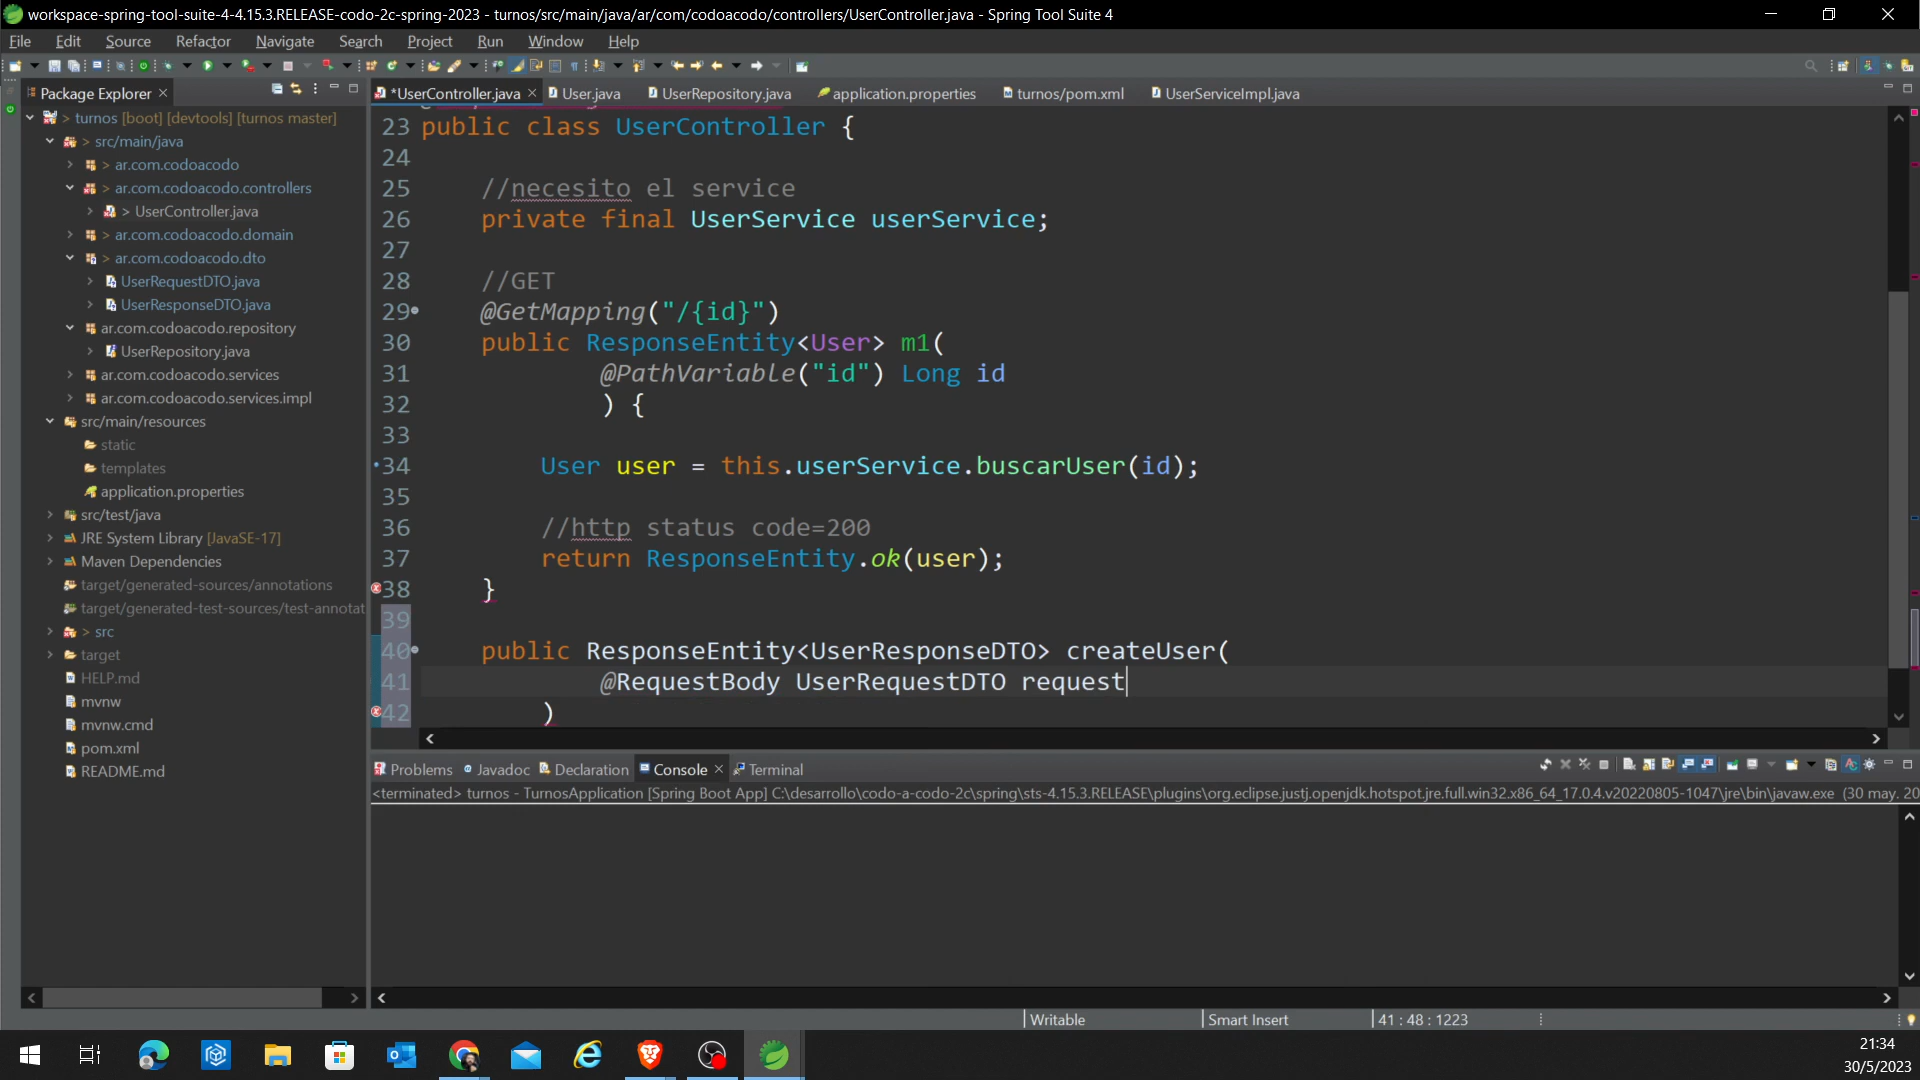 workspace-spring-tool-suite-4-4.15.3.RELEASE-codo-2c-spring-2023 - turnos/src/main/java/ar/com/codoacodo/controllers/UserController.java - Spring Tool Suite 4
File Edit Source Refactor Navigate Search Project Run Window Help
Package Explorer
> turnos [boot] [devtools] [turnos master]
> src/main/java
> ar.com.codoacodo
> ar.com.codoacodo.controllers
> UserController.java
> ar.com.codoacodo.domain
> ar.com.codoacodo.dto
UserRequestDTO.java
UserResponseDTO.java
ar.com.codoacodo.repository
UserRepository.java
ar.com.codoacodo.services
ar.com.codoacodo.services.impl
src/main/resources
static
templates
application.properties
src/test/java
JRE System Library [JavaSE-17]
Maven Dependencies
target/generated-sources/annotations
target/generated-test-sources/test-annotat
> src
target
HELP.md
mvnw
mvnw.cmd
pom.xml
README.md
*UserController.java User.java UserRepository.java application.properties turnos/pom.xml UserServiceImpl.java
23 public class UserController {
24
25 //necesito el service
26 private final UserService userService;
27
28 //GET
29 @GetMapping("/{id}")
30 public ResponseEntity<User> m1(
31 @PathVariable("id") Long id
32 ) {
33
34 User user = this.userService.buscarUser(id);
35
36 //http status code=200
37 return ResponseEntity.ok(user);
38 }
39
40 public ResponseEntity<UserResponseDTO> createUser(
41 @RequestBody UserRequestDTO request
42 )
Problems Javadoc Declaration Console Terminal
<terminated> turnos - TurnosApplication [Spring Boot App] C:\desarrollo\codo-a-codo-2c\spring\sts-4.15.3.RELEASE\plugins\org.eclipse.justj.openjdk.hotspot.jre.full.win32.x86_64_17.0.4.v20220805-1047\jre\bin\javaw.exe (30 may. 20
Writable Smart Insert 41 : 48 : 1223
21:34
30/5/2023